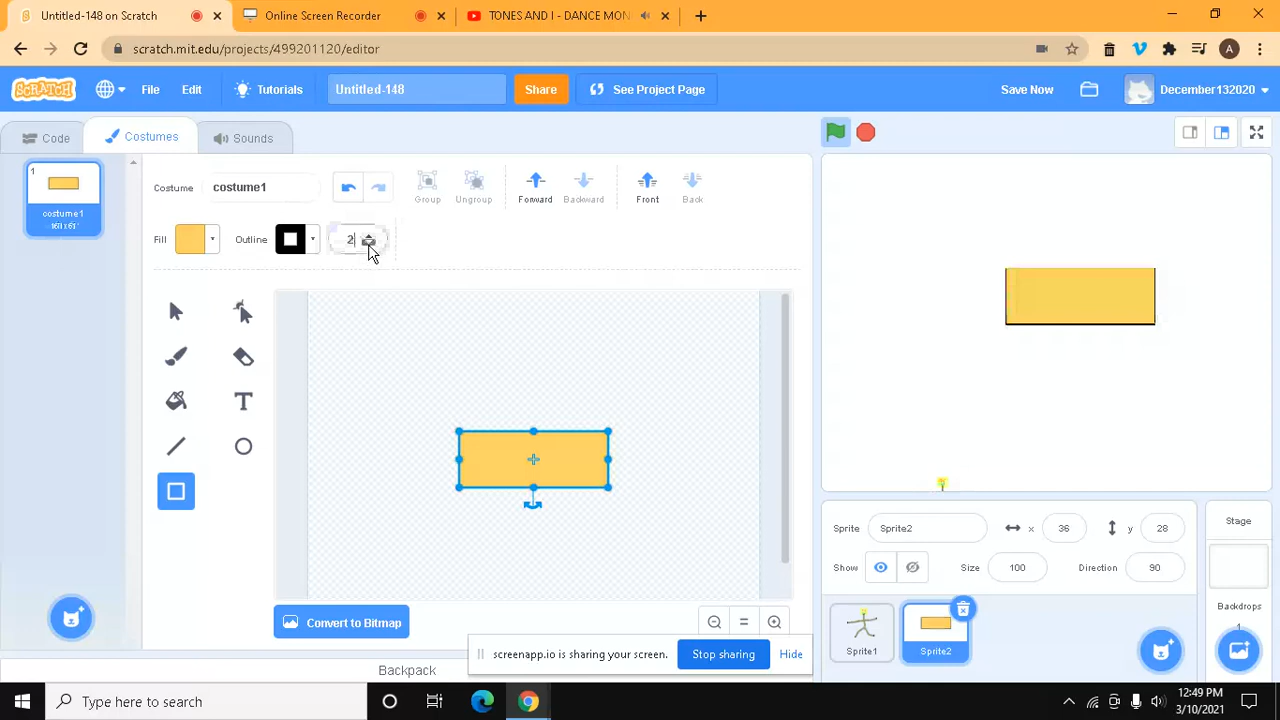 Untitled-148 on Scratch
Online Screen Recorder
TONES AND I - DANCE MON
scratch.mit.edu/projects/499201120/editor
A
SCRATCH
File
Edit
Tutorials
Untitled-148
Share
See Project Page
Save Now
December132020
Code
Costumes
Sounds
1
costume1
Costume
costume1
Group
Ungroup
Forward
Backward
Front
Back
Fill
Outline
2
T
Convert to Bitmap
Sprite
Sprite2
x
36
y
28
Show
Size
100
Direction
90
Sprite1
Sprite2
Stage
Backdrops
1
screenapp.io is sharing your screen.
Stop sharing
Hide
Backpack
Type here to search
12:49 PM
3/10/2021